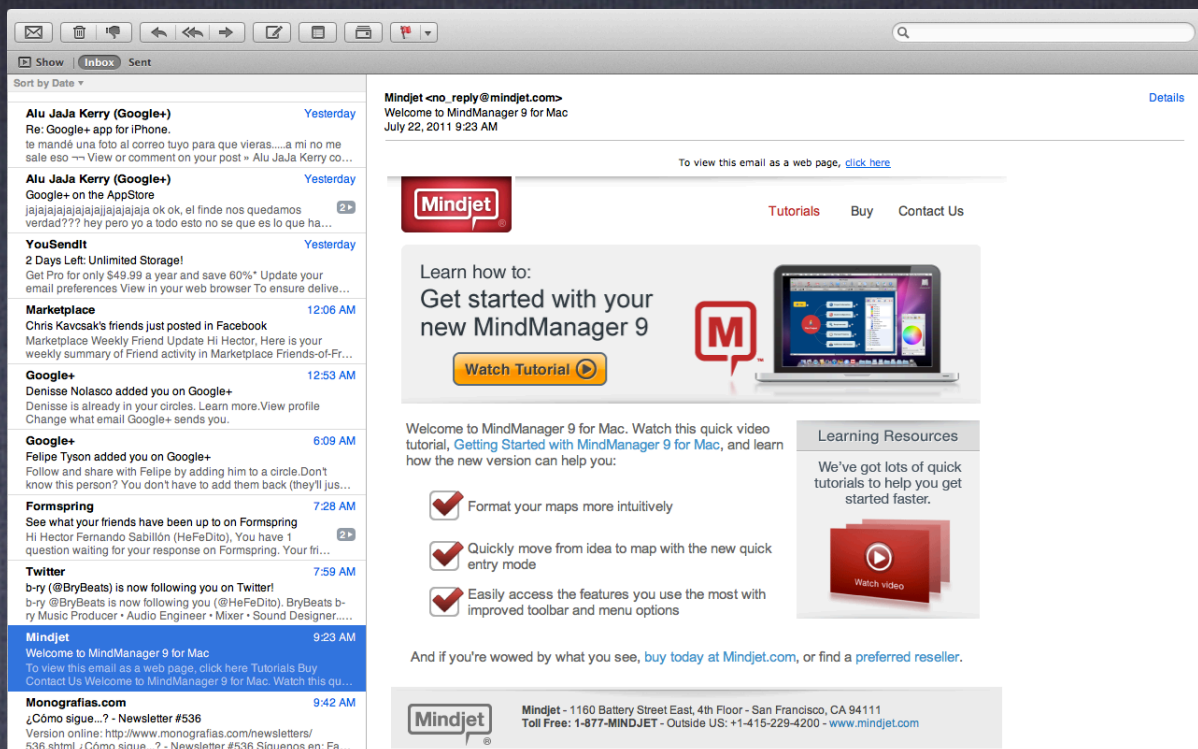 Show
Inbox
Sent
Sort by Date
Alu JaJa Kerry (Google+) Yesterday
Re: Google+ app for iPhone.
te mandé una foto al correo tuyo para que vieras.....a mi no me
sale eso ¬¬ View or comment on your post » Alu JaJa Kerry co…
Alu JaJa Kerry (Google+) Yesterday
Google+ on the AppStore
jajajajajajajajajjajajajaja ok ok, el finde nos quedamos
verdad??? hey pero yo a todo esto no se que es lo que ha…
2
YouSendIt Yesterday
2 Days Left: Unlimited Storage!
Get Pro for only $49.99 a year and save 60%* Update your
email preferences View in your web browser To ensure delive…
Marketplace 12:06 AM
Chris Kavcsak's friends just posted in Facebook
Marketplace Weekly Friend Update Hi Hector, Here is your
weekly summary of Friend activity in Marketplace Friends-of-Fr…
Google+ 12:53 AM
Denisse Nolasco added you on Google+
Denisse is already in your circles. Learn more.View profile
Change what email Google+ sends you.
Google+ 6:09 AM
Felipe Tyson added you on Google+
Follow and share with Felipe by adding him to a circle.Don't
know this person? You don't have to add them back (they'll jus…
Formspring 7:28 AM
See what your friends have been up to on Formspring
Hi Hector Fernando Sabillón (HeFeDito), You have 1
question waiting for your response on Formspring. Your fri…
2
Twitter 7:59 AM
b-ry (@BryBeats) is now following you on Twitter!
b-ry @BryBeats is now following you (@HeFeDito). BryBeats b-
ry Music Producer • Audio Engineer • Mixer • Sound Designer..…
Mindjet 9:23 AM
Welcome to MindManager 9 for Mac
To view this email as a web page, click here Tutorials Buy
Contact Us Welcome to MindManager 9 for Mac. Watch this qu…
Monografias.com 9:42 AM
¿Cómo sigue...? - Newsletter #536
Version online: http://www.monografias.com/newsletters/
536.shtml ¿Cómo sigue...? - Newsletter #536 Síguenos en: Fa…
Mindjet <no_reply@mindjet.com> Details
Welcome to MindManager 9 for Mac
July 22, 2011 9:23 AM
To view this email as a web page, click here
Mindjet ®
Tutorials Buy Contact Us
Learn how to:
Get started with your
new MindManager 9
Watch Tutorial
M ™
Welcome to MindManager 9 for Mac. Watch this quick video
tutorial, Getting Started with MindManager 9 for Mac, and learn
how the new version can help you:
Format your maps more intuitively
Quickly move from idea to map with the new quick
entry mode
Easily access the features you use the most with
improved toolbar and menu options
Learning Resources
We've got lots of quick
tutorials to help you get
started faster.
Watch video
And if you're wowed by what you see, buy today at Mindjet.com, or find a preferred reseller.
Mindjet ®
Mindjet - 1160 Battery Street East, 4th Floor - San Francisco, CA 94111
Toll Free: 1-877-MINDJET - Outside US: +1-415-229-4200 - www.mindjet.com